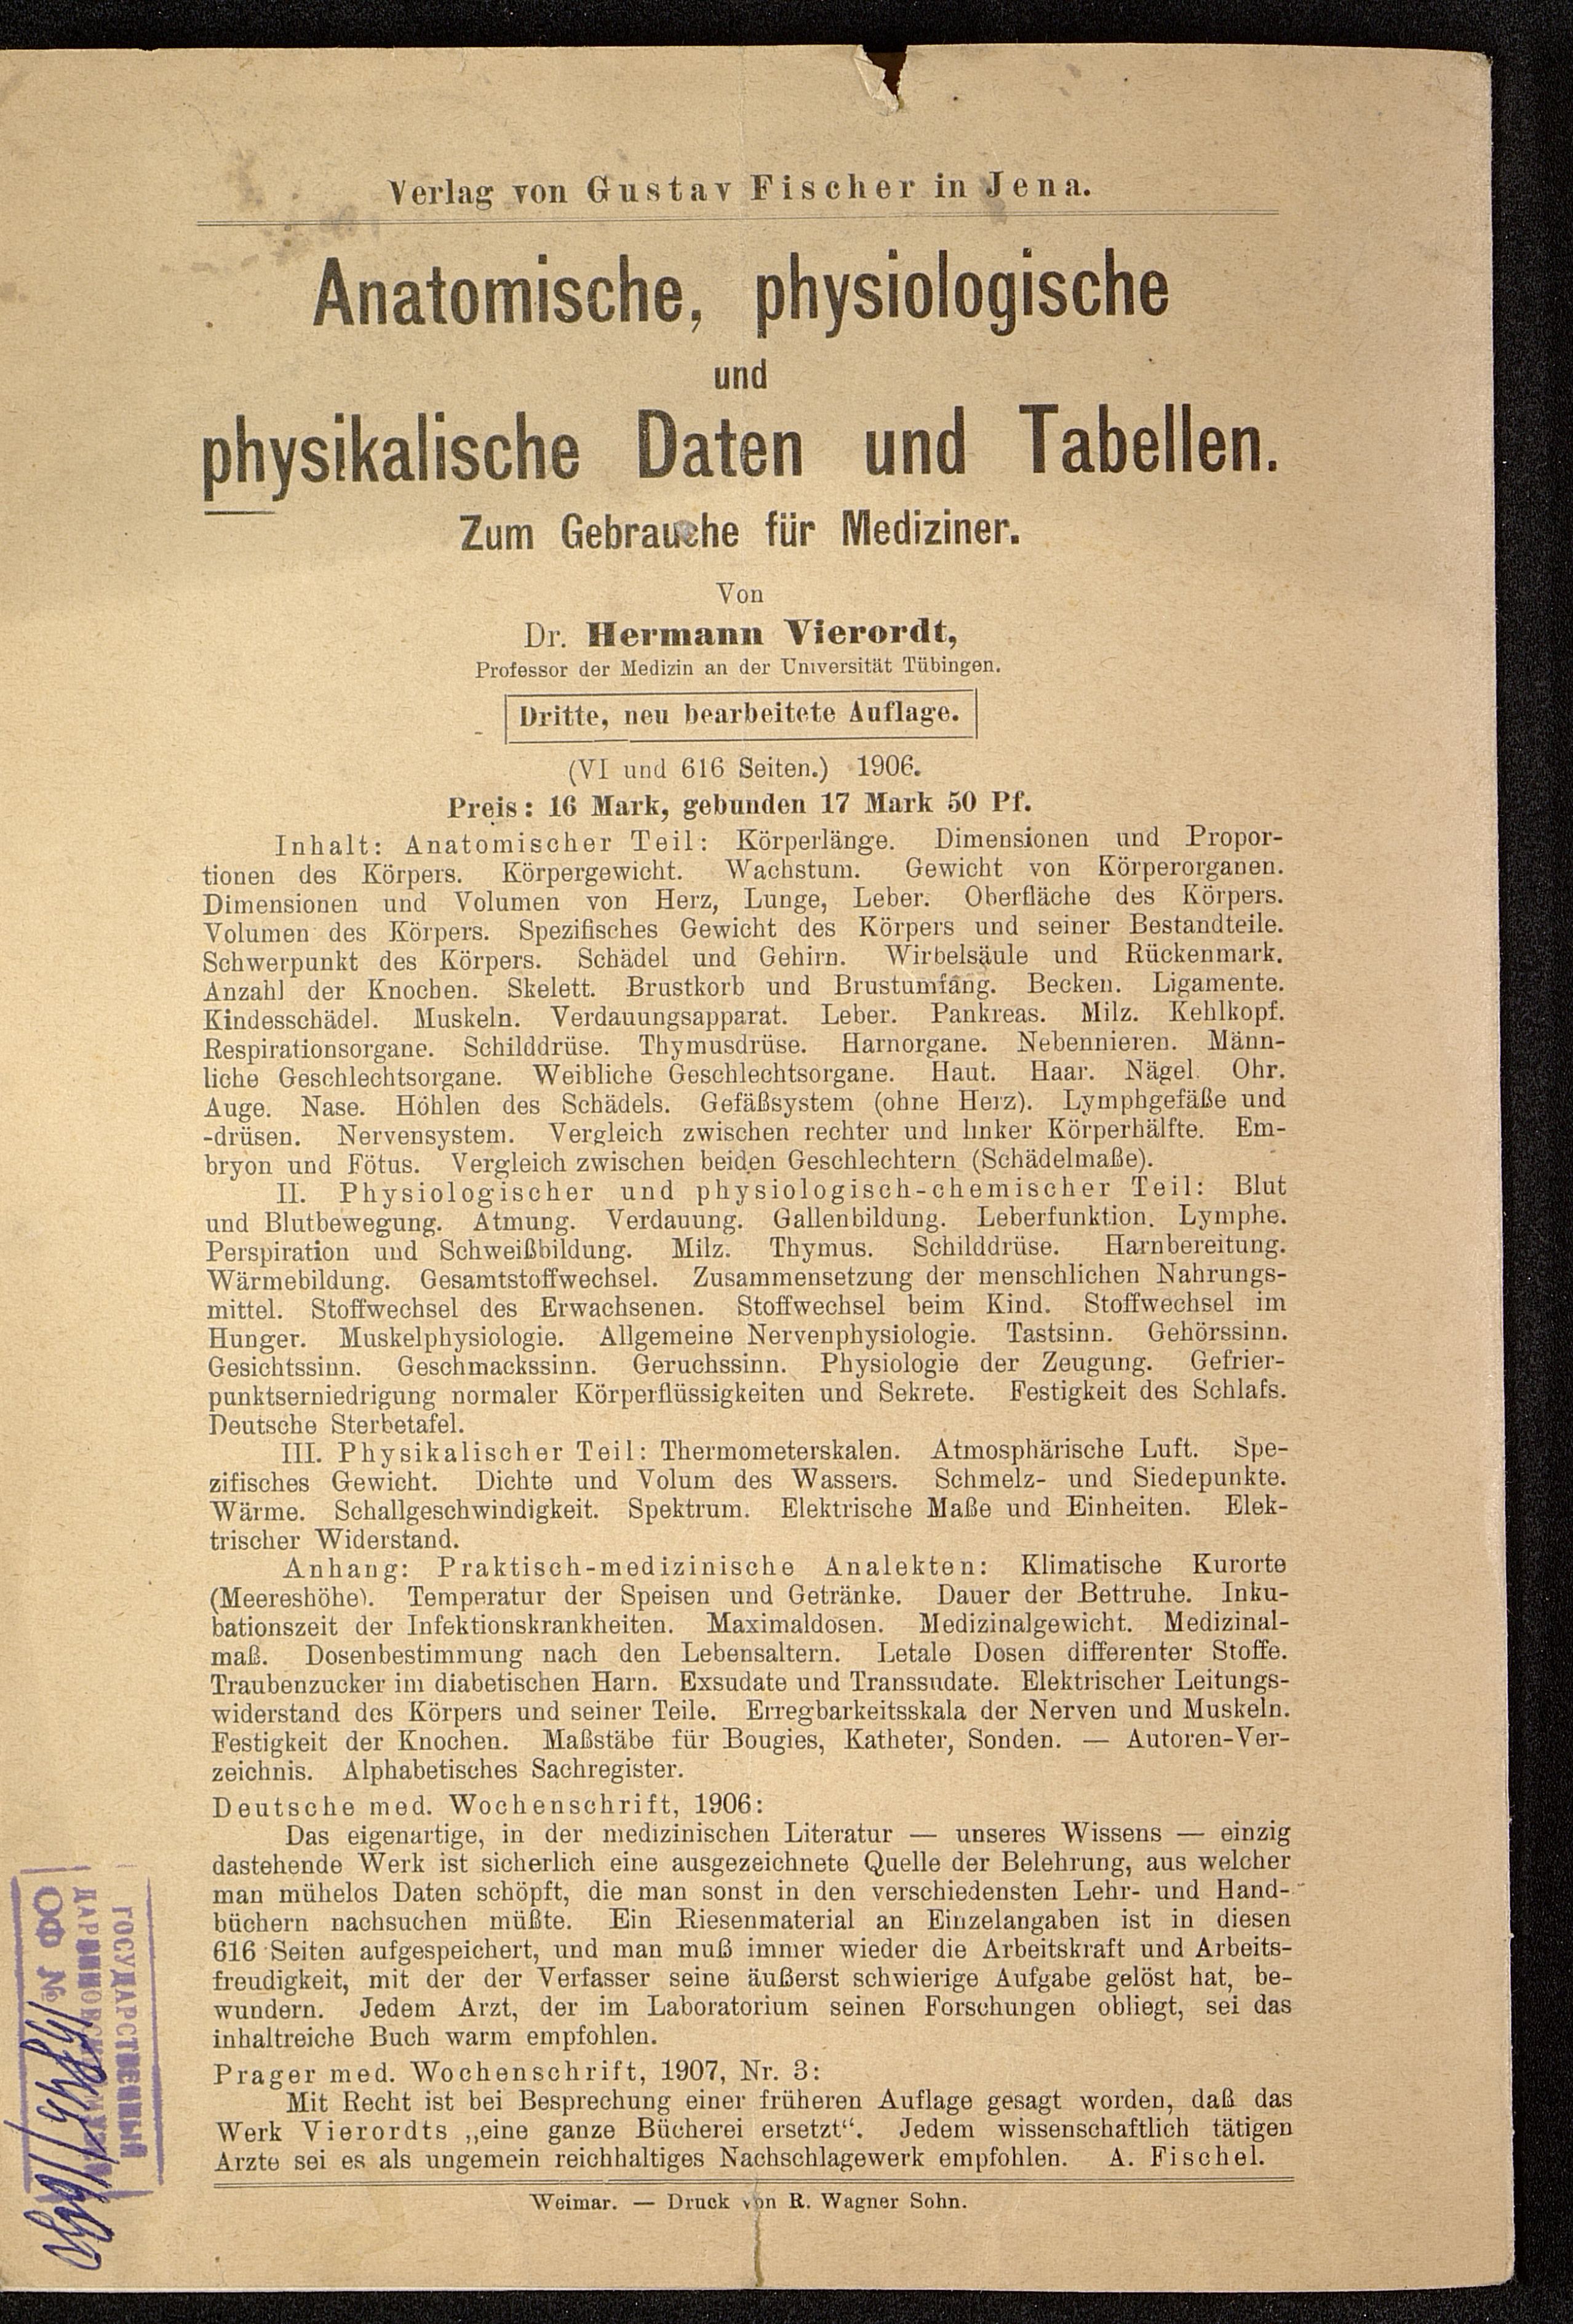 Verlag von Gustav Fischer in Jena.
Anatomische, physiologische
und
physikalische Daten und Tabellen.
Zum Gebrauche für Mediziner.
Von
Dr. Hermann Vierordt,
Professor der Medizin an der Universität Tübingen.
Dritte, neu bearbeitete Auflage.
(VI und 616 Seiten.) 1906.
Preis: 16 Mark, gebunden 17 Mark 50 Pf.
Inhalt: Anatomischer Teil: Körperlänge. Dimensionen und Propor-
tionen des Körpers. Körpergewicht. Wachstum. Gewicht von Körperorganen.
Dimensionen und Volumen von Herz, Lunge, Leber. Oberfläche des Körpers.
Volumen des Körpers. Spezifisches Gewicht des Körpers und seiner Bestandteile.
Schwerpunkt des Körpers. Schädel und Gehirn. Wirbelsäule und Rückenmark.
Anzahl der Knochen. Skelett. Brustkorb und Brustumfang. Becken. Ligamente.
Kindesschädel. Muskeln. Verdauungsapparat. Leber. Pankreas. Milz. Kehlkopf.
Respirationsorgane. Schilddrüse. Thymusdrüse. Harnorgane. Nebennieren. Männ-
liche Geschlechtsorgane. Weibliche Geschlechtsorgane. Haut. Haar. Nägel. Ohr.
Auge. Nase. Höhlen des Schädels. Gefäßsystem (ohne Herz). Lymphgefäße und
-drüsen. Nervensystem. Vergleich zwischen rechter und linker Körperhälfte. Em-
bryon und Fötus. Vergleich zwischen beiden Geschlechtern (Schädelmaße).
II. Physiologischer und physiologisch-chemischer Teil: Blut
und Blutbewegung. Atmung. Verdauung. Gallenbildung. Leberfunktion. Lymphe.
Perspiration und Schweißbildung. Milz. Thymus. Schilddrüse. Harnbereitung.
Wärmebildung. Gesamtstoffwechsel. Zusammensetzung der menschlichen Nahrungs-
mittel. Stoffwechsel des Erwachsenen. Stoffwechsel beim Kind. Stoffwechsel im
Hunger. Muskelphysiologie. Allgemeine Nervenphysiologie. Tastsinn. Gehörssinn.
Gesichtssinn. Geschmackssinn. Geruchssinn. Physiologie der Zeugung. Gefrier-
punktserniedrigung normaler Körperflüssigkeiten und Sekrete. Festigkeit des Schlafs.
Deutsche Sterbetafel.
III. Physikalischer Teil: Thermometerskalen. Atmosphärische Luft. Spe-
zifisches Gewicht. Dichte und Volum des Wassers. Schmelz- und Siedepunkte.
Wärme. Schallgeschwindigkeit. Spektrum. Elektrische Maße und Einheiten. Elek-
trischer Widerstand.
Anhang: Praktisch-medizinische Analekten: Klimatische Kurorte
(Meereshöhe). Temperatur der Speisen und Getränke. Dauer der Bettruhe. Inku-
bationszeit der Infektionskrankheiten. Maximaldosen. Medizinalgewicht. Medizinal-
maß. Dosenbestimmung nach den Lebensaltern. Letale Dosen differenter Stoffe.
Traubenzucker im diabetischen Harn. Exsudate und Transsudate. Elektrischer Leitungs-
widerstand des Körpers und seiner Teile. Erregbarkeitsskala der Nerven und Muskeln.
Festigkeit der Knochen. Maßstäbe für Bougies, Katheter, Sonden. — Autoren-Ver-
zeichnis. Alphabetisches Sachregister.
Deutsche med. Wochenschrift, 1906:
Das eigenartige, in der medizinischen Literatur — unseres Wissens — einzig
dastehende Werk ist sicherlich eine ausgezeichnete Quelle der Belehrung, aus welcher
man mühelos Daten schöpft, die man sonst in den verschiedensten Lehr- und Hand-
büchern nachsuchen müßte. Ein Riesenmaterial an Einzelangaben ist in diesen
616 Seiten aufgespeichert, und man muß immer wieder die Arbeitskraft und Arbeits-
freudigkeit, mit der der Verfasser seine äußerst schwierige Aufgabe gelöst hat, be-
wundern. Jedem Arzt, der im Laboratorium seinen Forschungen obliegt, sei das
inhaltreiche Buch warm empfohlen.
Prager med. Wochenschrift, 1907, Nr. 3:
Mit Recht ist bei Besprechung einer früheren Auflage gesagt worden, daß das
Werk Vierordts „eine ganze Bücherei ersetzt“. Jedem wissenschaftlich tätigen
Arzte sei es als ungemein reichhaltiges Nachschlagewerk empfohlen. A. Fischel.
Weimar. — Druck von R. Wagner Sohn.
ГОСУДАРСТВЕННЫЙ
ОФ №